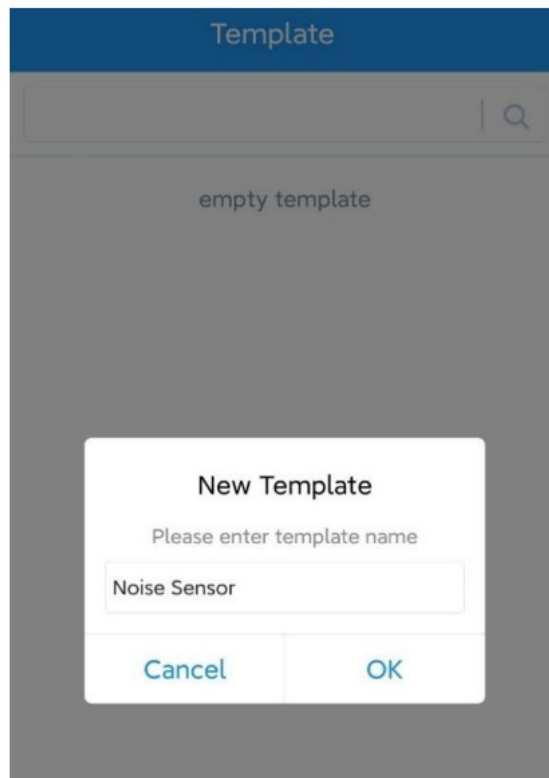 Template
empty template
New Template
Please enter template name
Noise Sensor
Cancel
OK